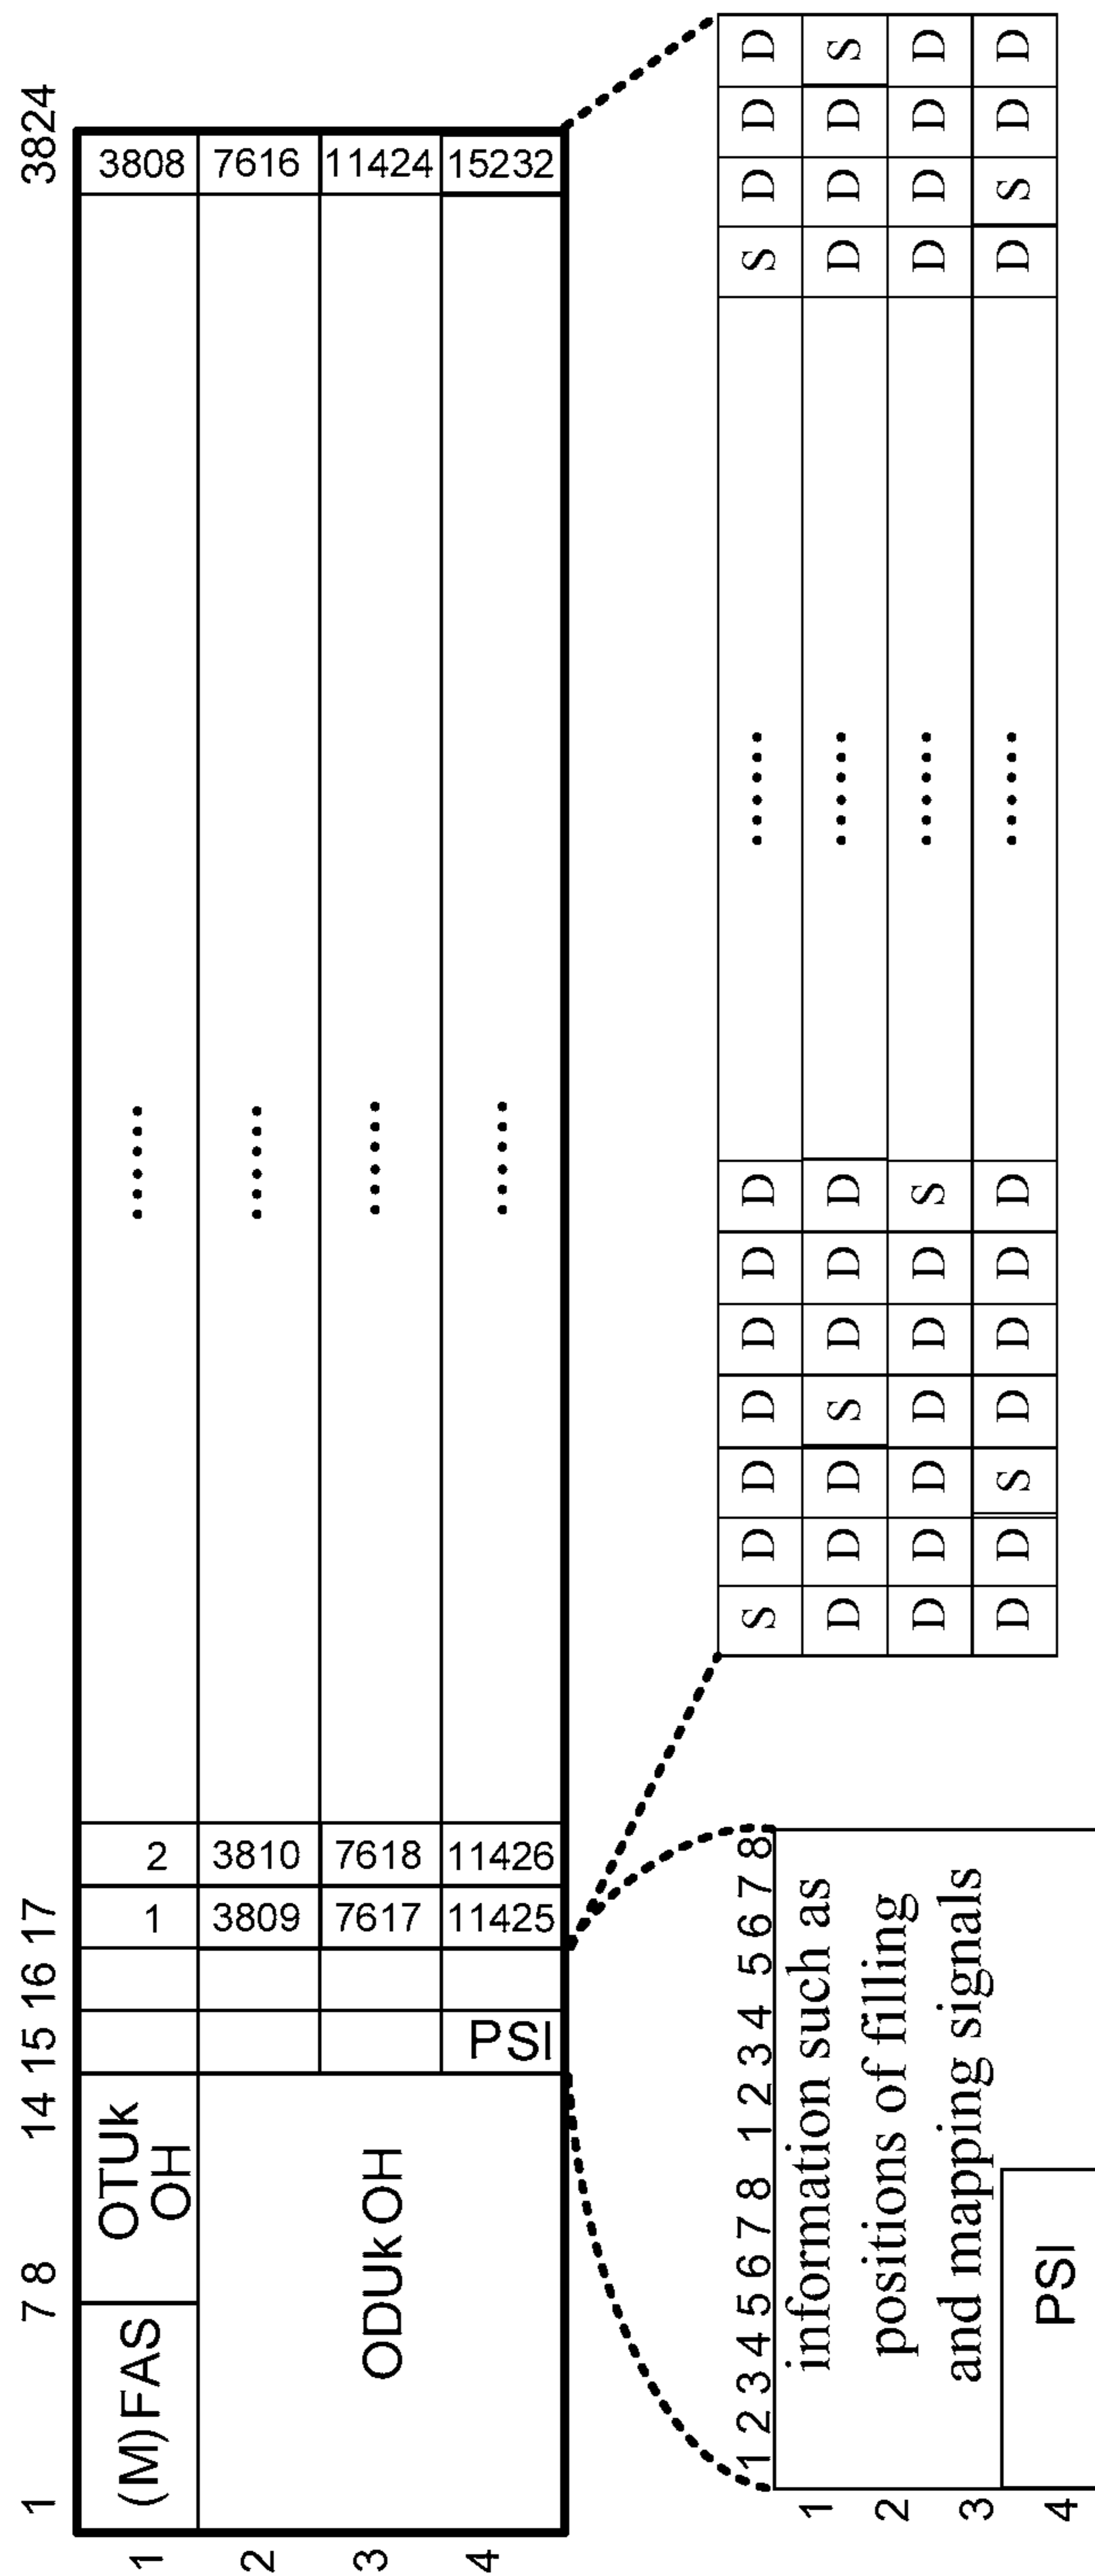 1 7 8 14 15 16 17 3824
1 (M)FAS OTUk OH 1 2 ...... 3808
2 ODUk OH 3809 3810 ...... 7616
3 7617 7618 ...... 11424
4 PSI 11425 11426 ...... 15232
1 2 3 4 5 6 7 8 1 2 3 4 5 6 7 8
1 information such as
2 positions of filling
3 and mapping signals
4 PSI
S D D D D D D ...... S D D D
D D D S D D D ...... D D D S
D D D D D D S ...... D D D D
D D S D D D D ...... D S D D